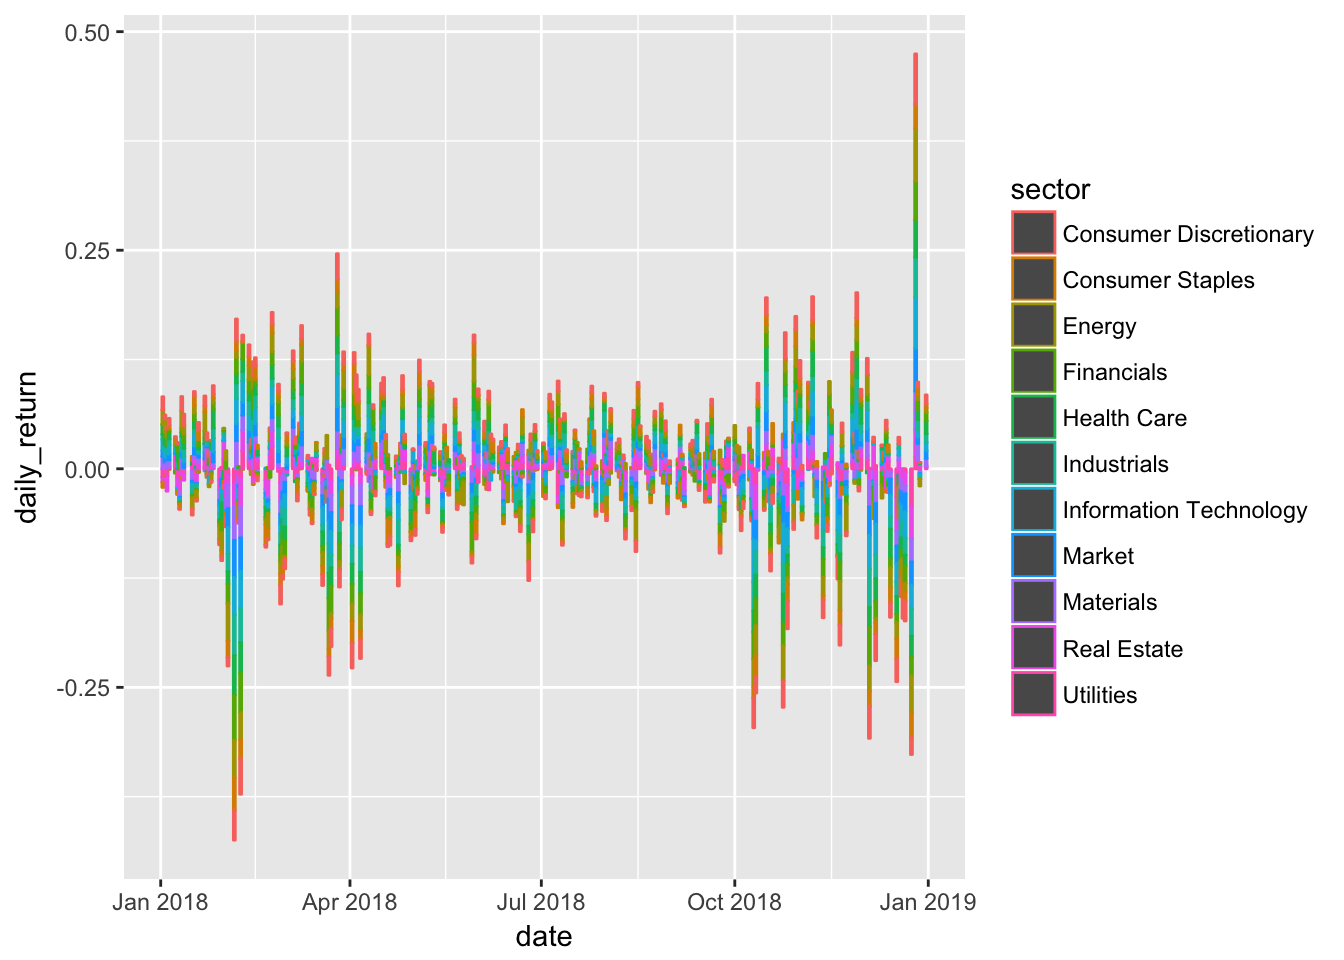 daily_return
0.50
0.25
0.00
-0.25
Jan 2018
Apr 2018
Jul 2018
Oct 2018
Jan 2019
date
sector
Consumer Discretionary
Consumer Staples
Energy
Financials
Health Care
Industrials
Information Technology
Market
Materials
Real Estate
Utilities